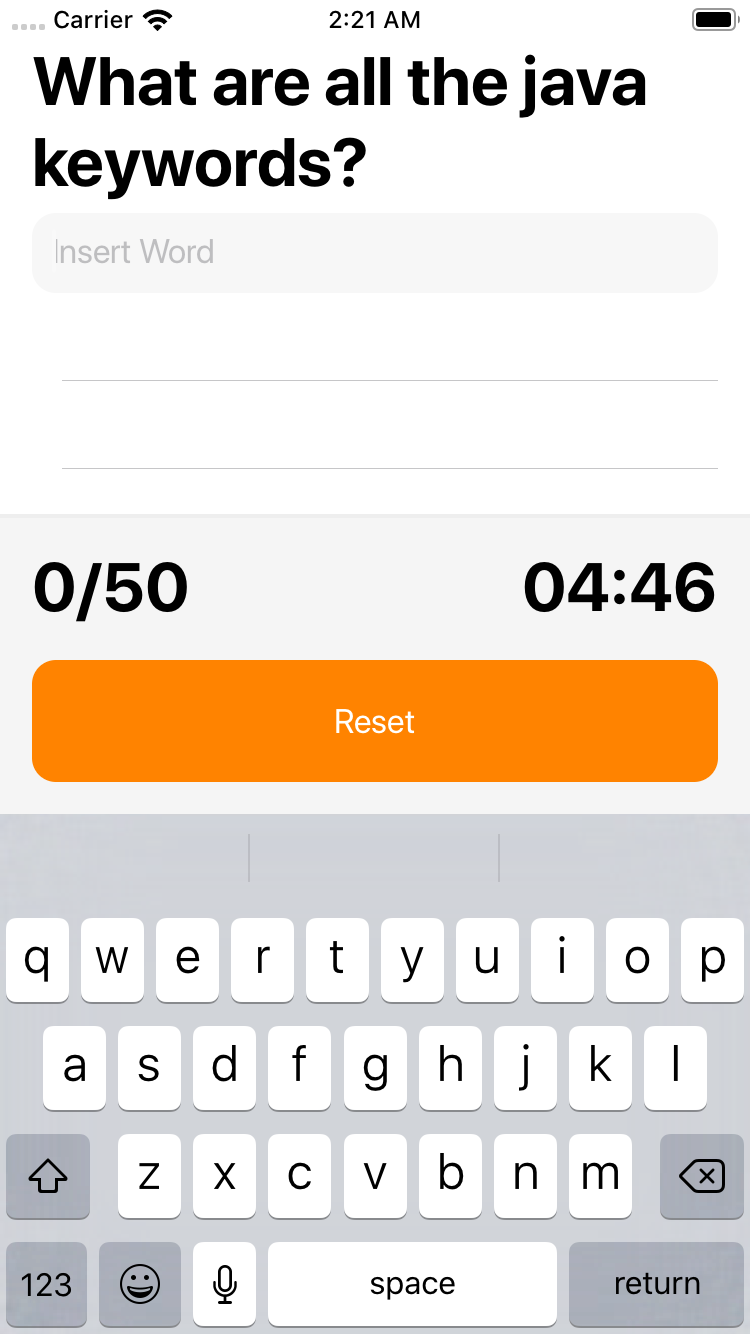 Carrier 2:21 AM
What are all the java
keywords?
Insert Word
0/50 04:46
Reset
q w e r t y u i o p
a s d f g h j k l
z x c v b n m
123 space return